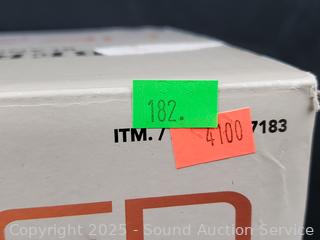 182.
ITM. / 4100 7183
Copyright 2025 - Sound Auction Service